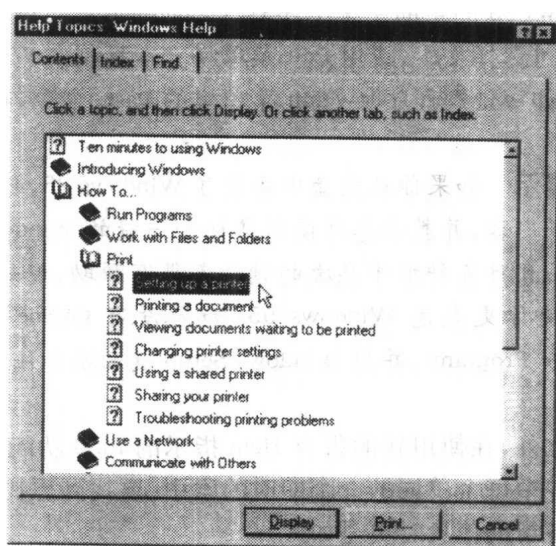 Help Topics: Windows Help
Contents Index Find
Click a topic, and then click Display. Or click another tab, such as Index.
Ten minutes to using Windows
Introducing Windows
How To...
Run Programs
Work with Files and Folders
Print
Setting up a printer
Printing a document
Viewing documents waiting to be printed
Changing printer settings
Using a shared printer
Sharing your printer
Troubleshooting printing problems
Use a Network
Communicate with Others
Display Print... Cancel